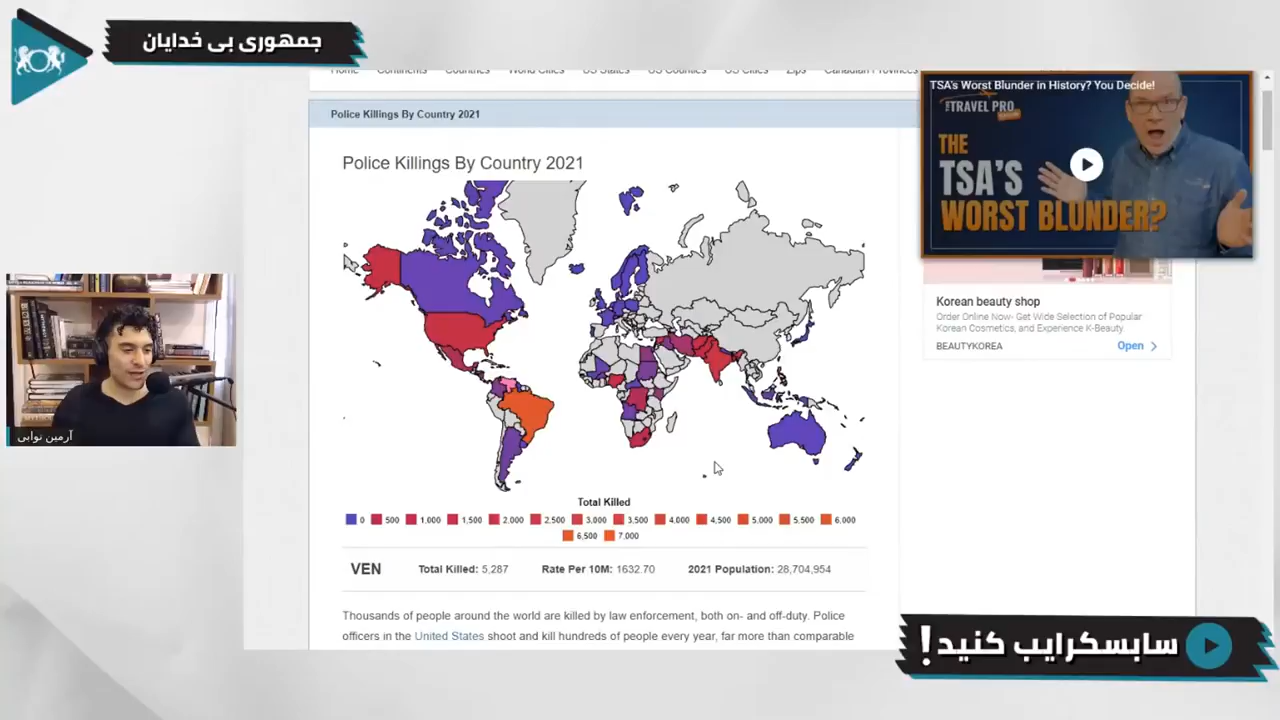 جمهوری بی خدایان
Home Continents Countries World Cities US States US Counties US Cities Zips Canadian Provinces
Police Killings By Country 2021
Police Killings By Country 2021
TSA's Worst Blunder in History? You Decide!
TRAVEL PRO
THE
TSA'S
WORST BLUNDER?
Korean beauty shop
Order Online Now- Get Wide Selection of Popular
Korean Cosmetics, and Experience K-Beauty
BEAUTYKOREA
Open
آرمین نوابی
Total Killed
0 500 1,000 1,500 2,000 2,500 3,000 3,500 4,000 4,500 5,000 5,500 6,000
6,500 7,000
VEN Total Killed: 5,287 Rate Per 10M: 1632.70 2021 Population: 28,704,954
Thousands of people around the world are killed by law enforcement, both on- and off-duty. Police
officers in the United States shoot and kill hundreds of people every year, far more than comparable
سابسکرایب کنید!